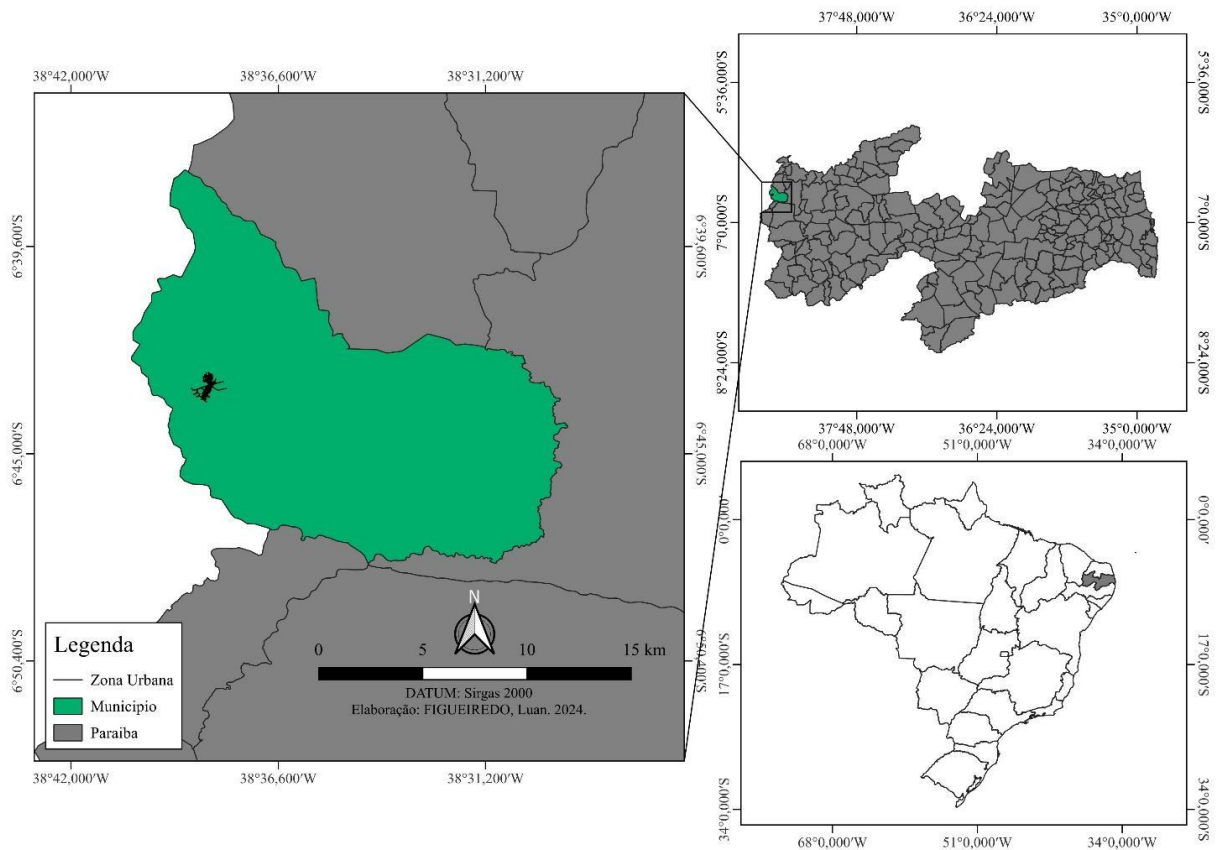 38°42,000'W 38°36,600'W 38°31,200'W
6°39,600'S
6°45,000'S
6°50,400'S
6°39,600'S
6°45,000'S
6°50,400'S
N
0 5 10 15 km
DATUM: Sirgas 2000
Elaboração: FIGUEIREDO, Luan. 2024.
Legenda
Zona Urbana
Municipio
Paraiba
38°42,000'W 38°36,600'W 38°31,200'W
37°48,000'W 36°24,000'W 35°0,000'W
5°36,000'S
7°0,000'S
8°24,000'S
5°36,000'S
7°0,000'S
8°24,000'S
37°48,000'W 36°24,000'W 35°0,000'W
68°0,000'W 51°0,000'W 34°0,000'W
0°0,000'
17°0,000'S
34°0,000'S
0°0,000'
17°0,000'S
34°0,000'S
68°0,000'W 51°0,000'W 34°0,000'W